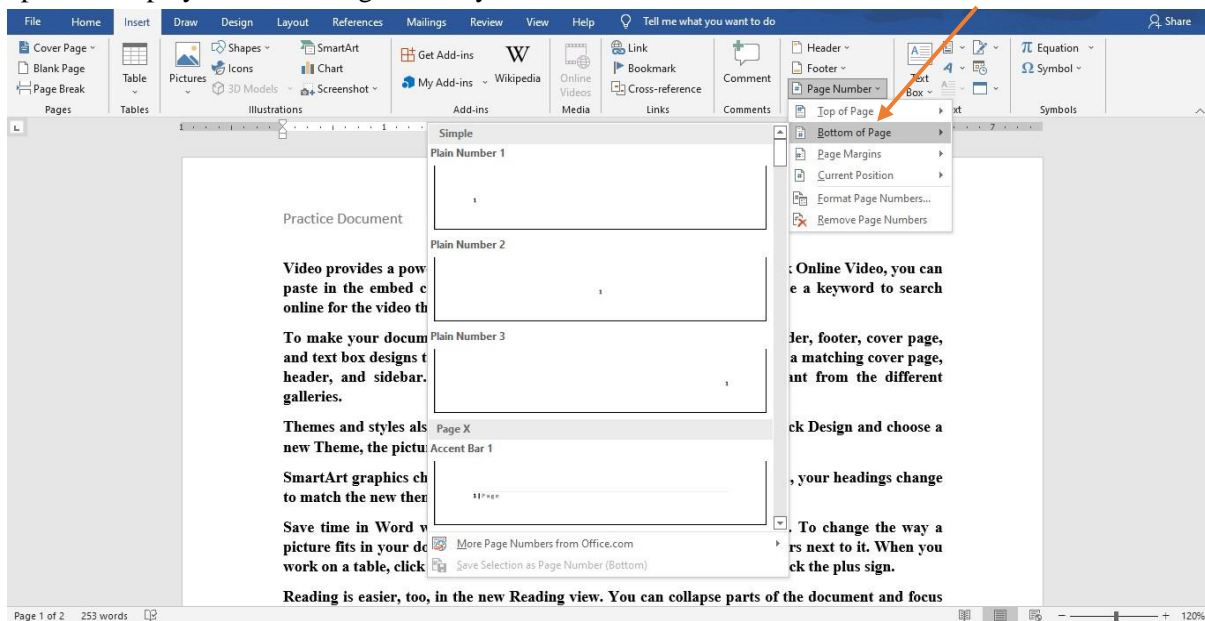 File Home Insert Draw Design Layout References Mailings Review View Help Tell me what you want to do Share
Cover Page
Blank Page
Page Break
Pages
Table
Tables
Pictures
Shapes
Icons
3D Models
SmartArt
Chart
Screenshot
Illustrations
Get Add-ins
My Add-ins
W
Wikipedia
Add-ins
Online
Videos
Media
Link
Bookmark
Cross-reference
Links
Comment
Comments
Header
Footer
Page Number
Text
Box
xt
Equation
Symbol
Symbols
Top of Page
Bottom of Page
Page Margins
Current Position
Format Page Numbers...
Remove Page Numbers
1 1 7
Simple
Plain Number 1
1
Plain Number 2
1
Plain Number 3
1
Page X
Accent Bar 1
1 | Page
More Page Numbers from Office.com
Save Selection as Page Number (Bottom)
Practice Document
Video provides a pow Online Video, you can
paste in the embed c e a keyword to search
online for the video th
To make your docum der, footer, cover page,
and text box designs t a matching cover page,
header, and sidebar. ant from the different
galleries.
Themes and styles als ck Design and choose a
new Theme, the pictu
SmartArt graphics ch , your headings change
to match the new then
Save time in Word w . To change the way a
picture fits in your do rs next to it. When you
work on a table, click ck the plus sign.
Reading is easier, too, in the new Reading view. You can collapse parts of the document and focus
Page 1 of 2 253 words 120%